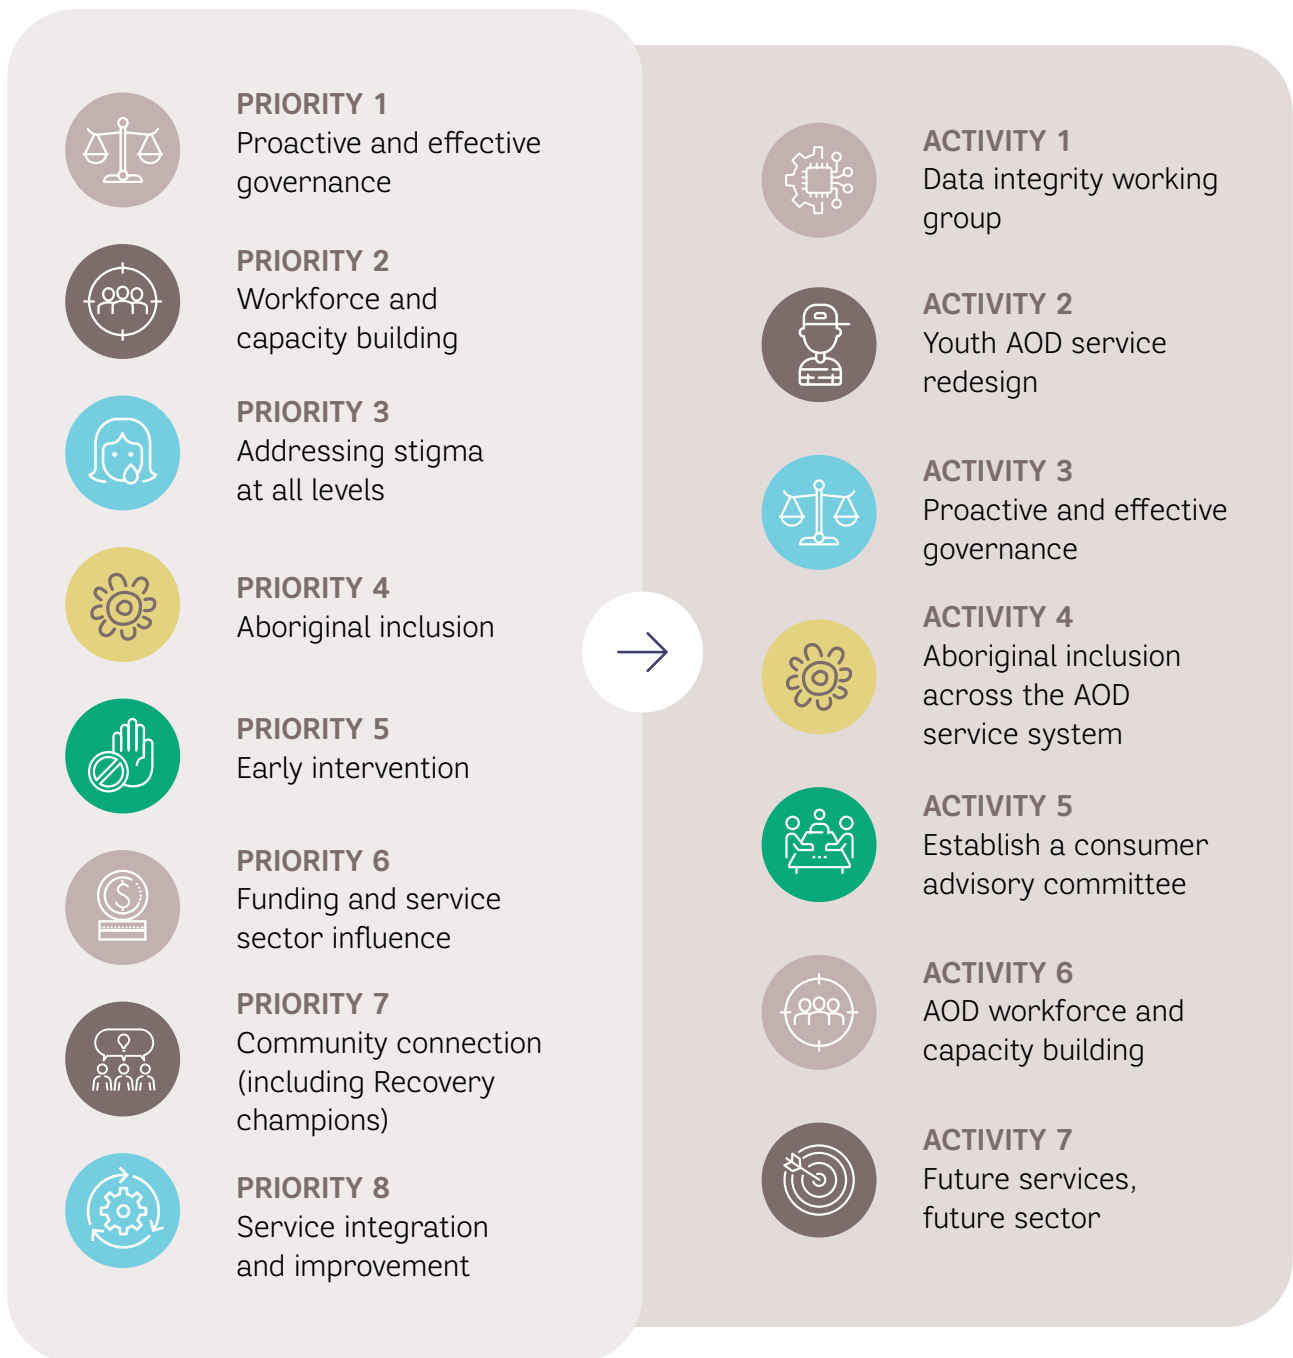 PRIORITY 1
Proactive and effective
governance
PRIORITY 2
Workforce and
capacity building
PRIORITY 3
Addressing stigma
at all levels
PRIORITY 4
Aboriginal inclusion
PRIORITY 5
Early intervention
PRIORITY 6
Funding and service
sector influence
PRIORITY 7
Community connection
(including Recovery
champions)
PRIORITY 8
Service integration
and improvement
ACTIVITY 1
Data integrity working
group
ACTIVITY 2
Youth AOD service
redesign
ACTIVITY 3
Proactive and effective
governance
ACTIVITY 4
Aboriginal inclusion
across the AOD
service system
ACTIVITY 5
Establish a consumer
advisory committee
ACTIVITY 6
AOD workforce and
capacity building
ACTIVITY 7
Future services,
future sector